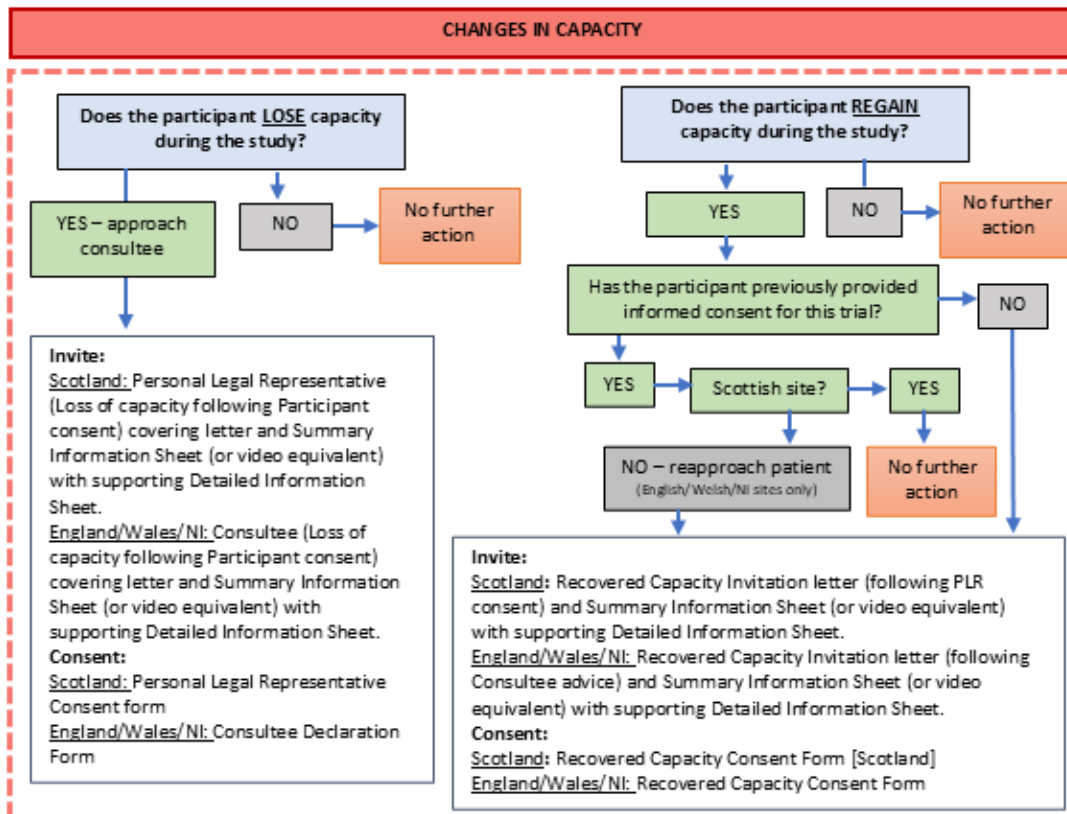 CHANGES IN CAPACITY
Does the participant LOSE capacity
during the study?
YES – approach
consultee
NO
No further
action
Invite:
Scotland: Personal Legal Representative
(Loss of capacity following Participant
consent) covering letter and Summary
Information Sheet (or video equivalent)
with supporting Detailed Information
Sheet.
England/Wales/NI: Consultee (Loss of
capacity following Participant consent)
covering letter and Summary Information
Sheet (or video equivalent) with
supporting Detailed Information Sheet.
Consent:
Scotland: Personal Legal Representative
Consent form
England/Wales/NI: Consultee Declaration
Form
Does the participant REGAIN
capacity during the study?
YES
NO
No further
action
Has the participant previously provided
informed consent for this trial?
NO
YES
Scottish site?
YES
NO – reapproach patient
(English/Welsh/NI sites only)
No further
action
Invite:
Scotland: Recovered Capacity Invitation letter (following PLR
consent) and Summary Information Sheet (or video equivalent)
with supporting Detailed Information Sheet.
England/Wales/NI: Recovered Capacity Invitation letter (following
Consultee advice) and Summary Information Sheet (or video
equivalent) with supporting Detailed Information Sheet.
Consent:
Scotland: Recovered Capacity Consent Form [Scotland]
England/Wales/NI: Recovered Capacity Consent Form